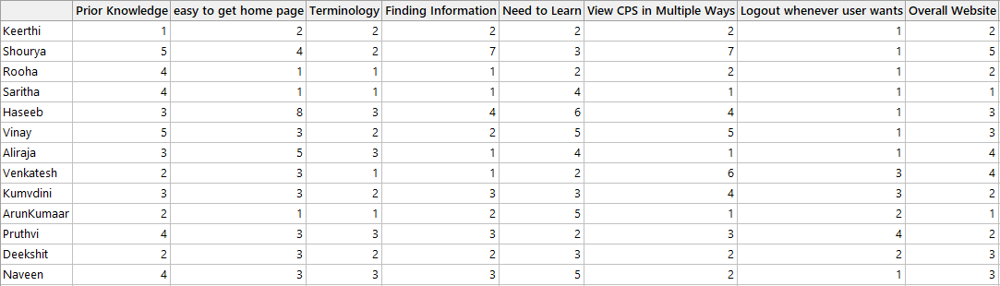 Prior Knowledge easy to get home page Terminology Finding Information Need to Learn View CPS in Multiple Ways Logout whenever user wants Overall Website
Keerthi 1 2 2 2 2 2 1 2
Shourya 5 4 2 7 3 7 1 5
Rooha 4 1 1 1 2 2 1 2
Saritha 4 1 1 1 4 1 1 1
Haseeb 3 8 3 4 6 4 1 3
Vinay 5 3 2 2 5 5 1 3
Aliraja 3 5 3 1 4 1 1 4
Venkatesh 2 3 1 1 2 6 3 4
Kumvdini 3 3 2 3 3 4 3 2
ArunKumaar 2 1 1 2 5 1 2 1
Pruthvi 4 3 3 3 2 3 4 2
Deekshit 2 3 2 2 3 2 2 3
Naveen 4 3 3 3 5 2 1 3